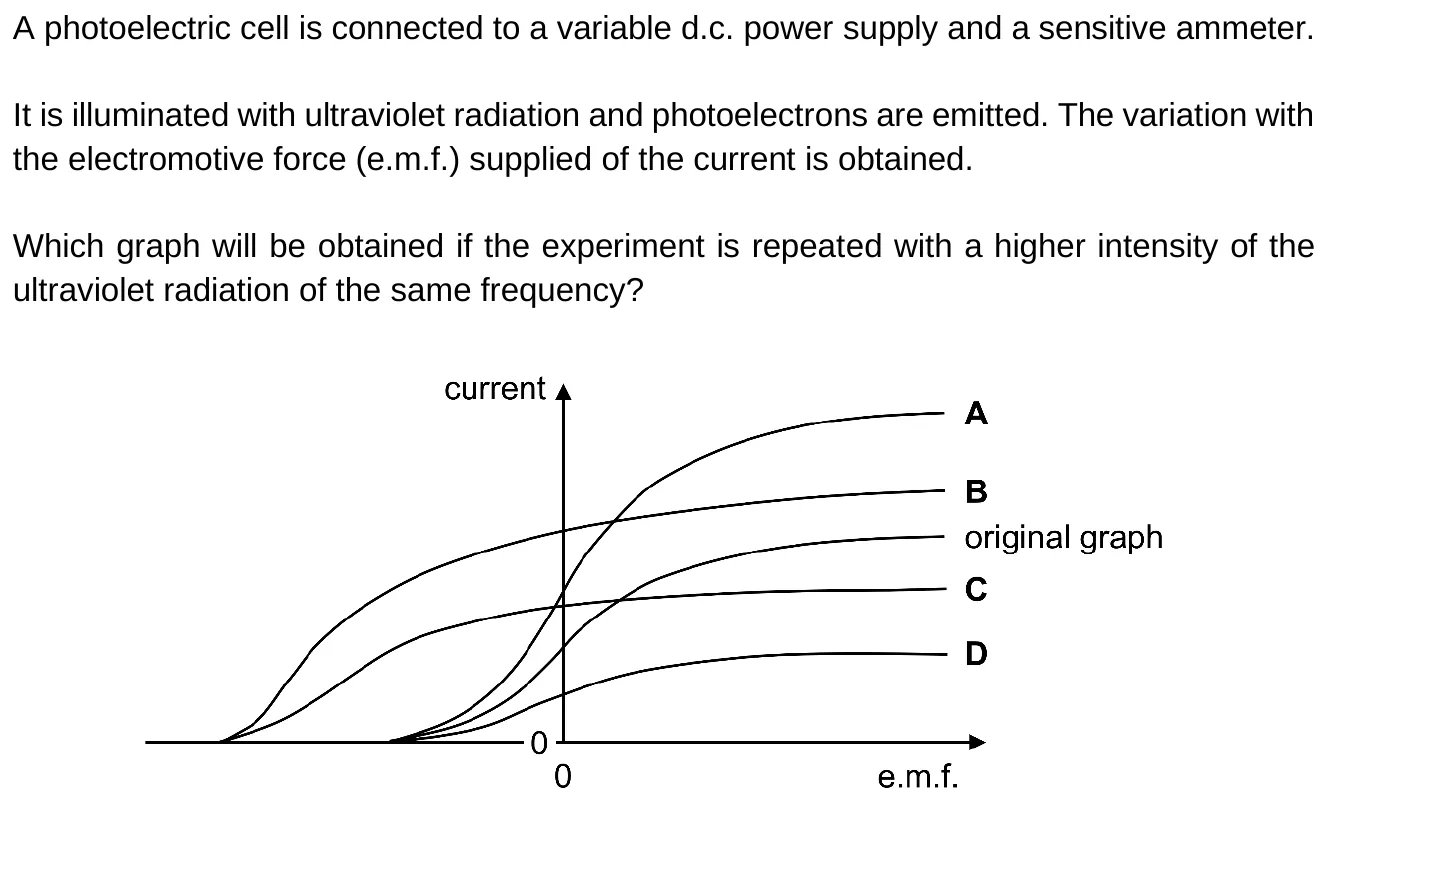 A photoelectric cell is connected to a variable d.c. power supply and a sensitive ammeter.
It is illuminated with ultraviolet radiation and photoelectrons are emitted. The variation with
the electromotive force (e.m.f.) supplied of the current is obtained.
Which graph will be obtained if the experiment is repeated with a higher intensity of the
ultraviolet radiation of the same frequency?
current
A
B
original graph
C
D
0
0
e.m.f.